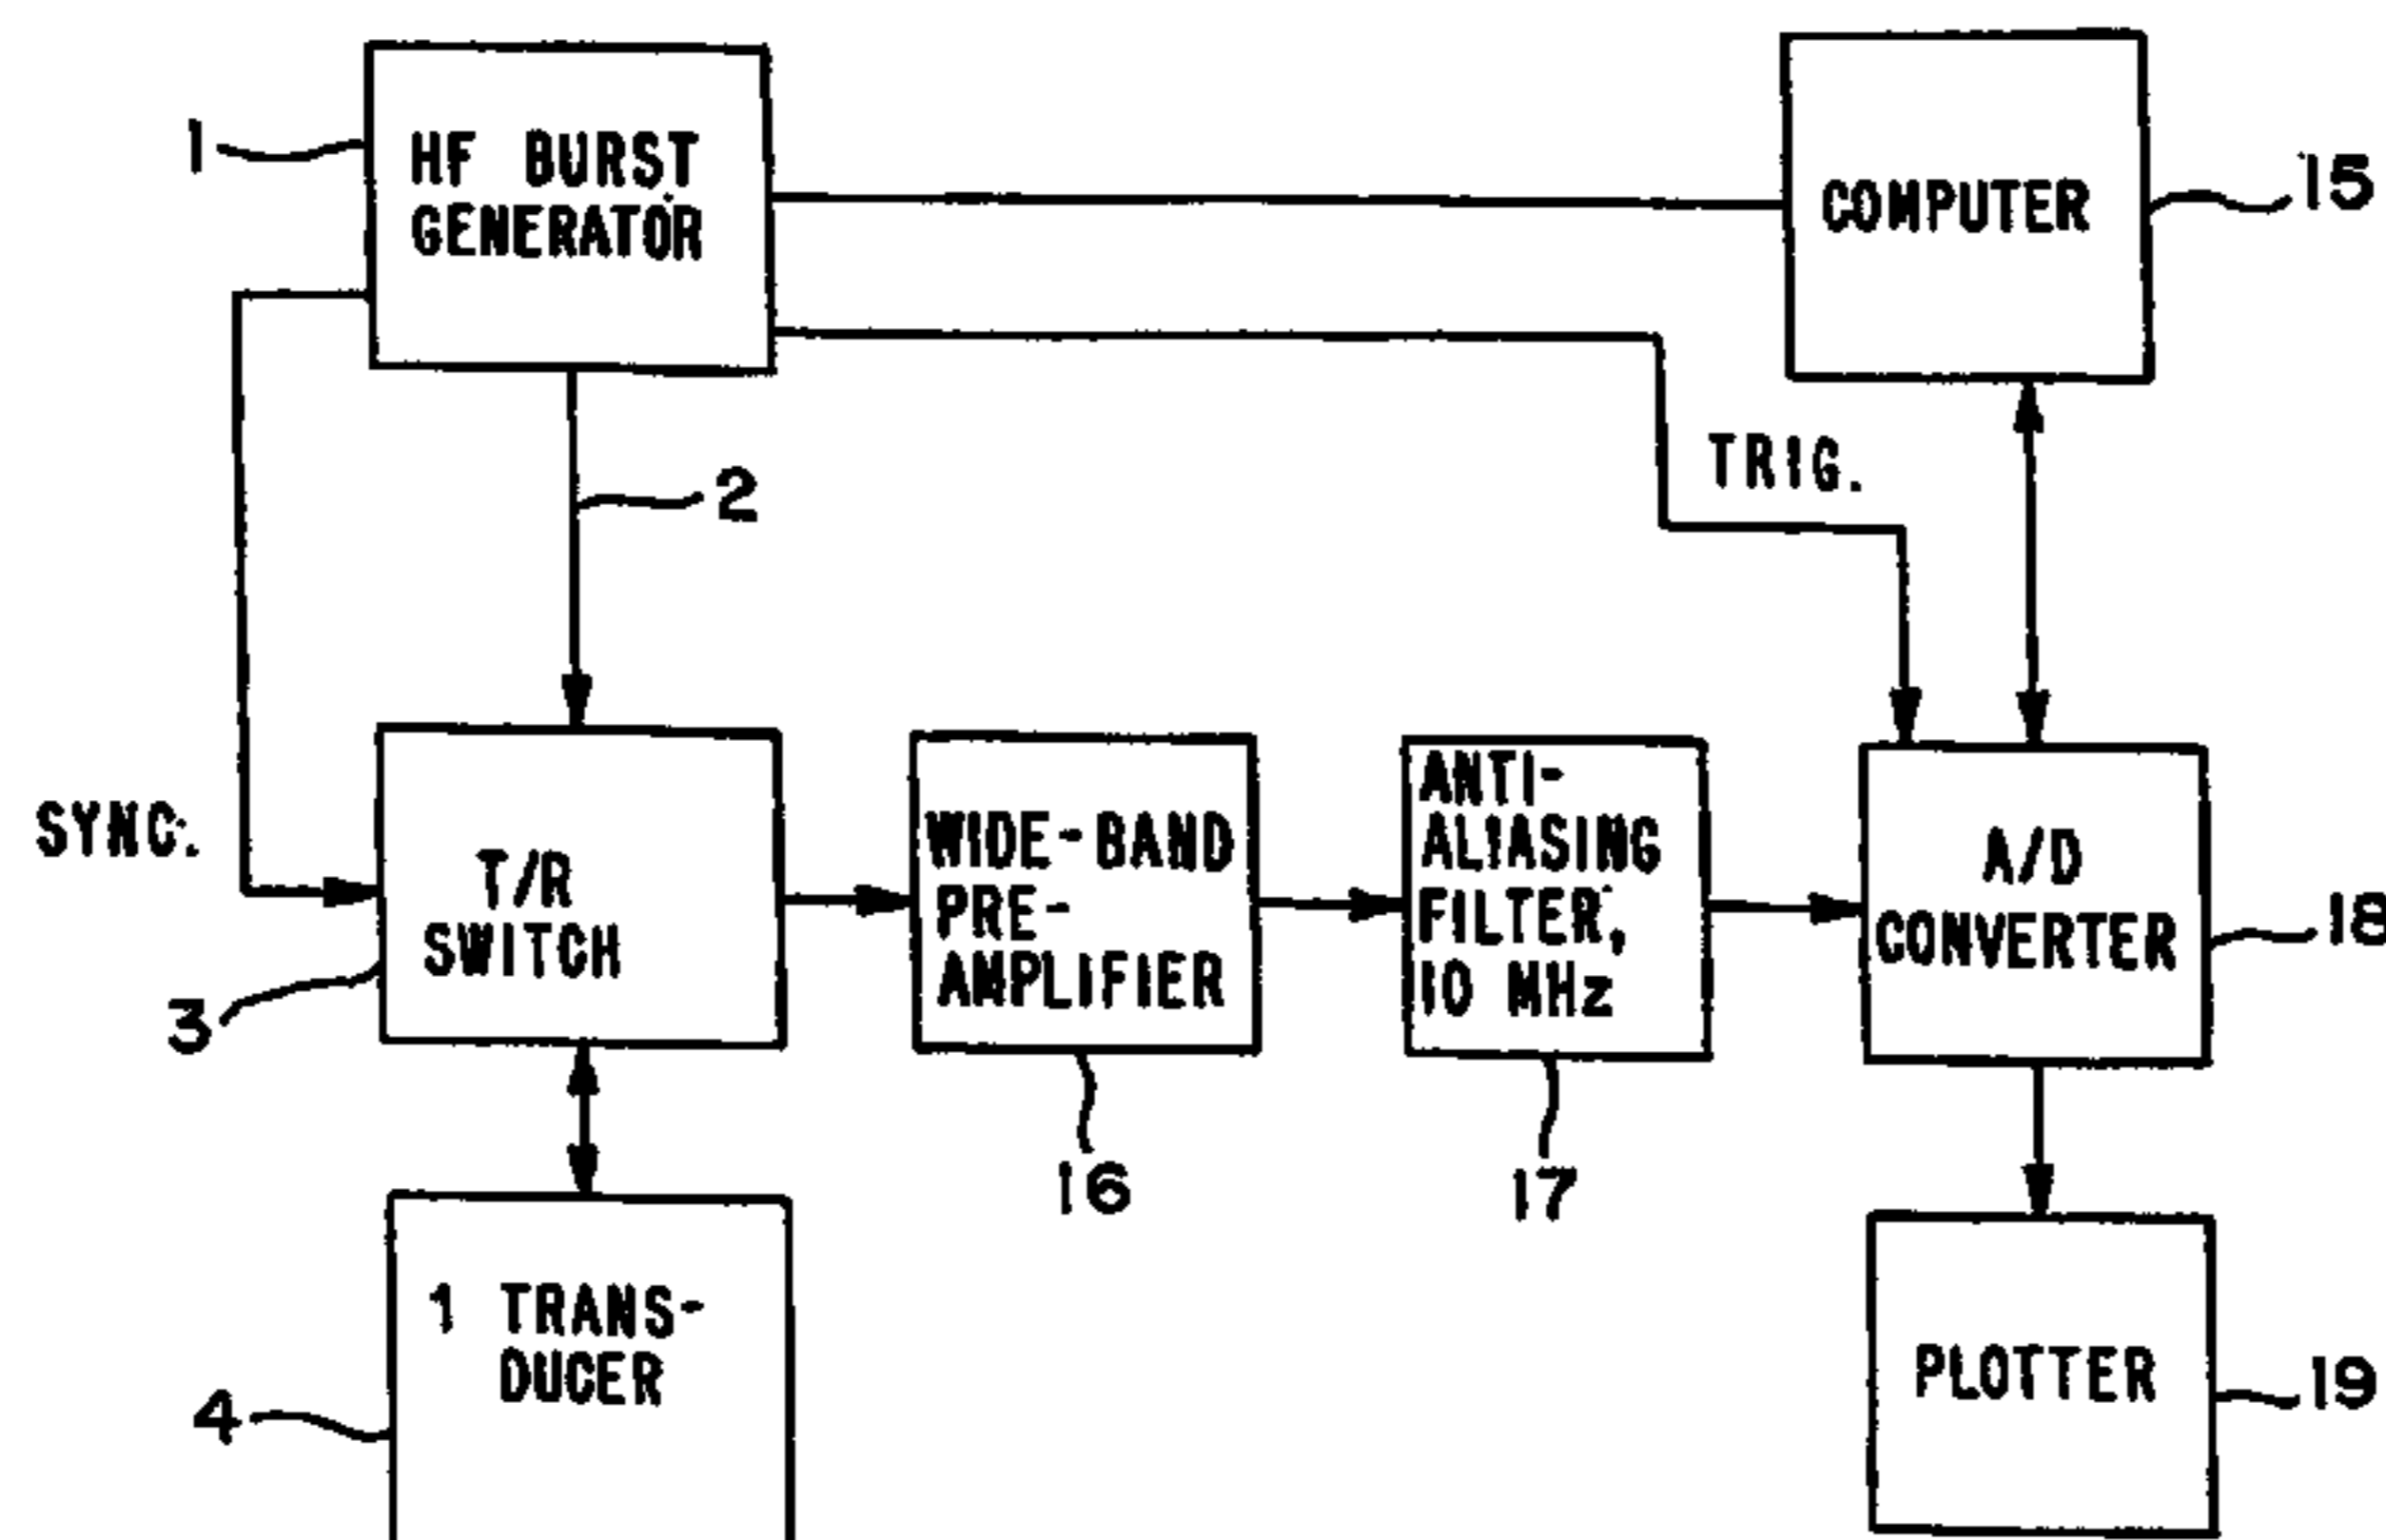 1
HF BURST
GENERATOR
COMPUTER
15
2
TRIG.
SYNC.
T/R
SWITCH
3
WIDE-BAND
PRE-
AMPLIFIER
16
ANTI-
ALIASING
FILTER,
10 MHz
17
A/D
CONVERTER
18
1 TRANS-
DUCER
4
PLOTTER
19